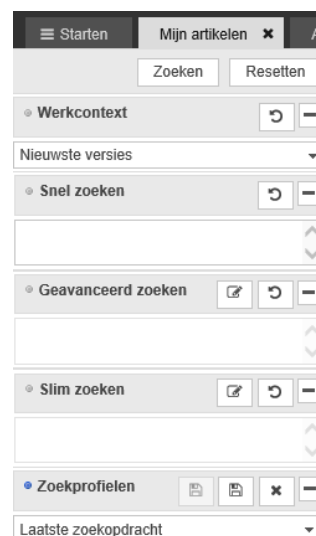 Starten Mijn artikelen A
Zoeken Resetten
Werkcontext
Nieuwste versies
Snel zoeken
Geavanceerd zoeken
Slim zoeken
Zoekprofielen
Laatste zoekopdracht